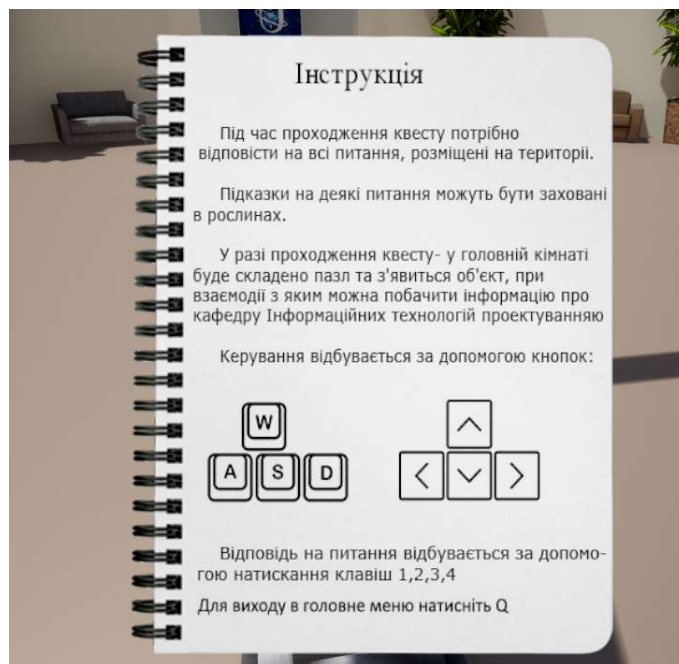 Інструкція
Під час проходження квесту потрібно
відповісти на всі питання, розміщені на території.
Підказки на деякі питання можуть бути заховані
в рослинах.
У разі проходження квесту- у головній кімнаті
буде складено пазл та з'явиться об'єкт, при
взаємодії з яким можна побачити інформацію про
кафедру Інформаційних технологій проектуванняю
Керування відбувається за допомогою кнопок:
W
A S D
Відповідь на питання відбувається за допомо-
гою натискання клавіш 1,2,3,4
Для виходу в головне меню натисніть Q